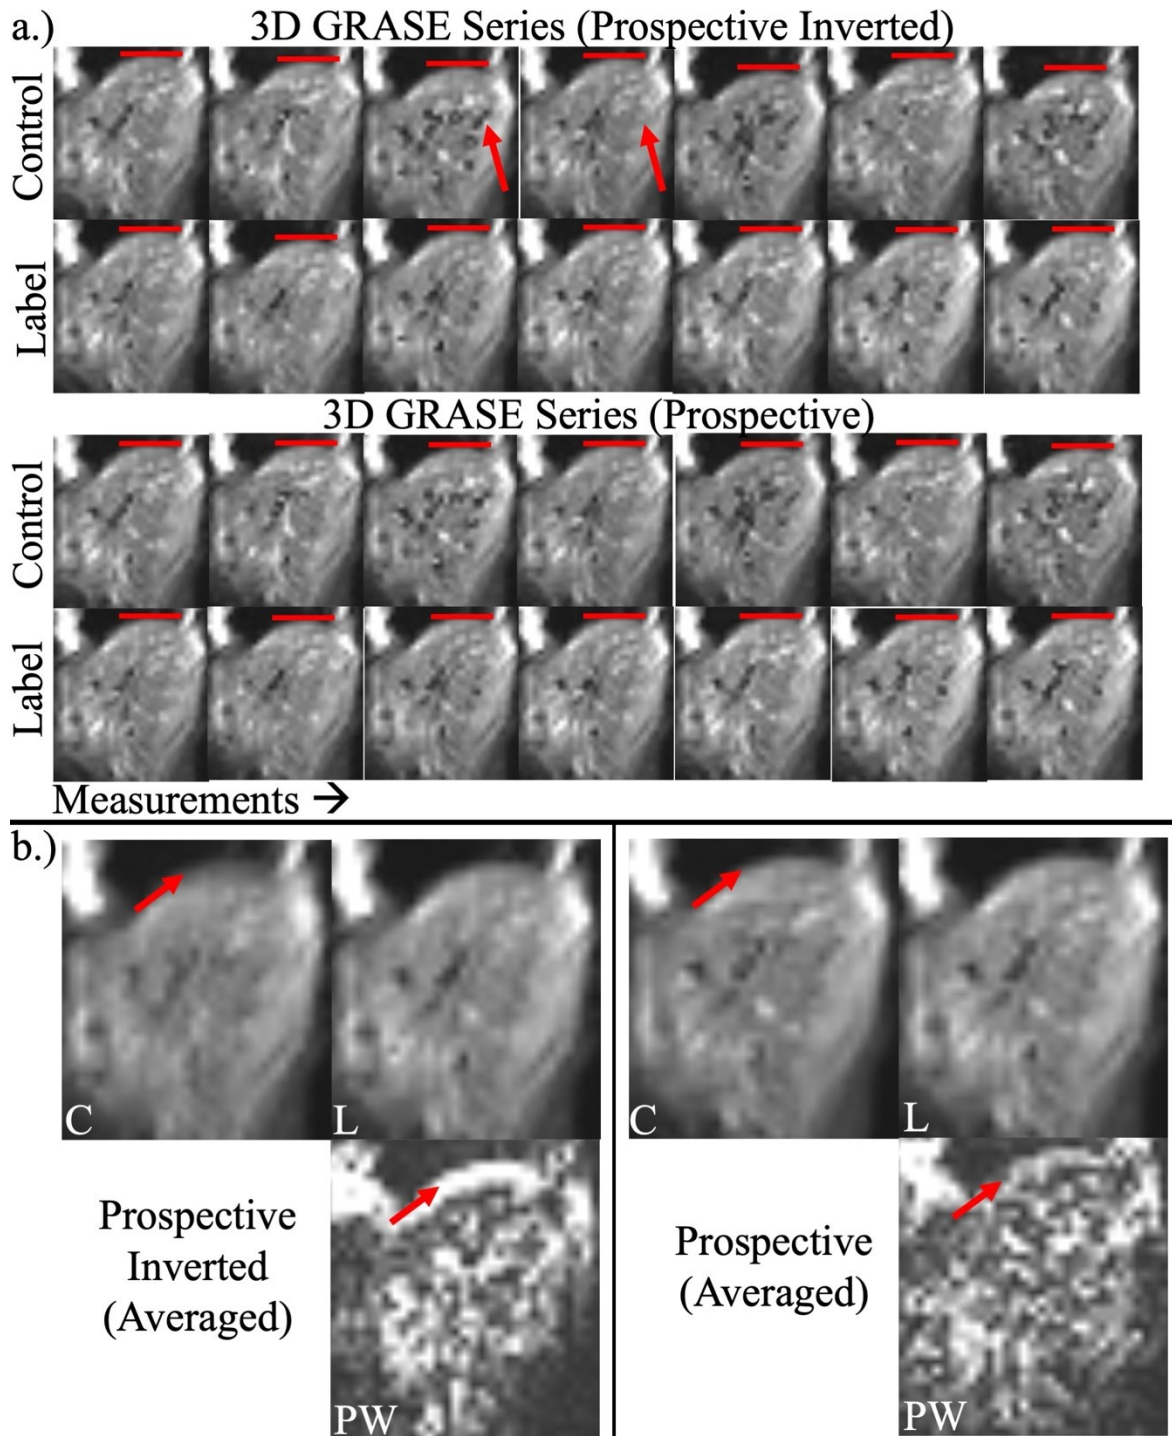 a.)
3D GRASE Series (Prospective Inverted)
Control
Label
3D GRASE Series (Prospective)
Control
Label
Measurements →
b.)
C
L
C
L
Prospective
Inverted
(Averaged)
PW
Prospective
(Averaged)
PW